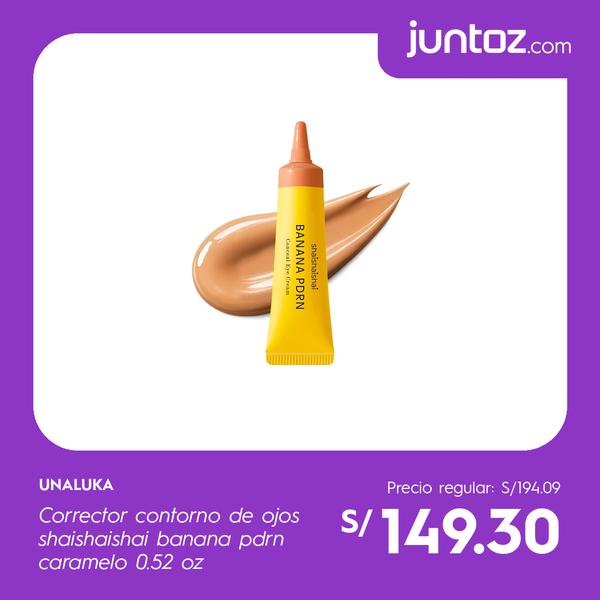 juntoz.com
shaishaishai
BANANA PDRN
Conceal Eye Cream
UNALUKA
Corrector contorno de ojos
shaishaishai banana pdrn
caramelo 0.52 oz
Precio regular: S/194.09
S/149.30